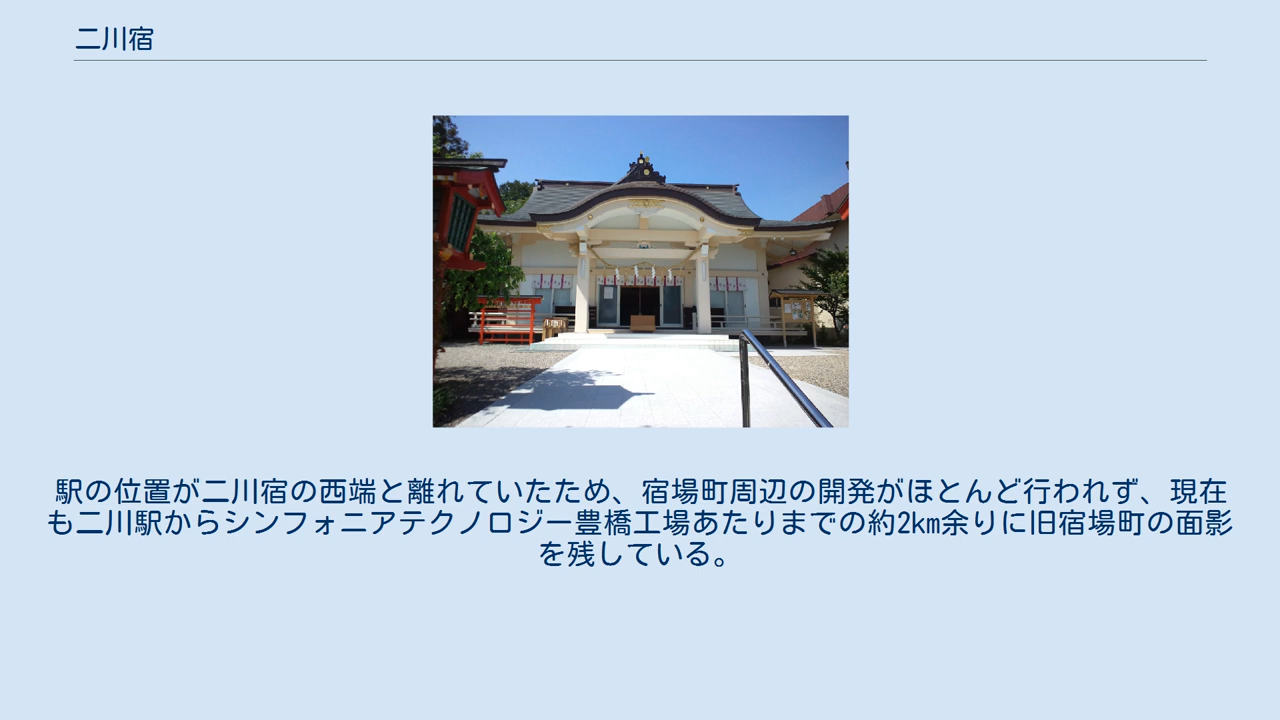 二川宿
駅の位置が二川宿の西端と離れていたため、宿場町周辺の開発がほとんど行われず、現在
も二川駅からシンフォニアテクノロジー豊橋工場あたりまでの約2km余りに旧宿場町の面影
を残している。